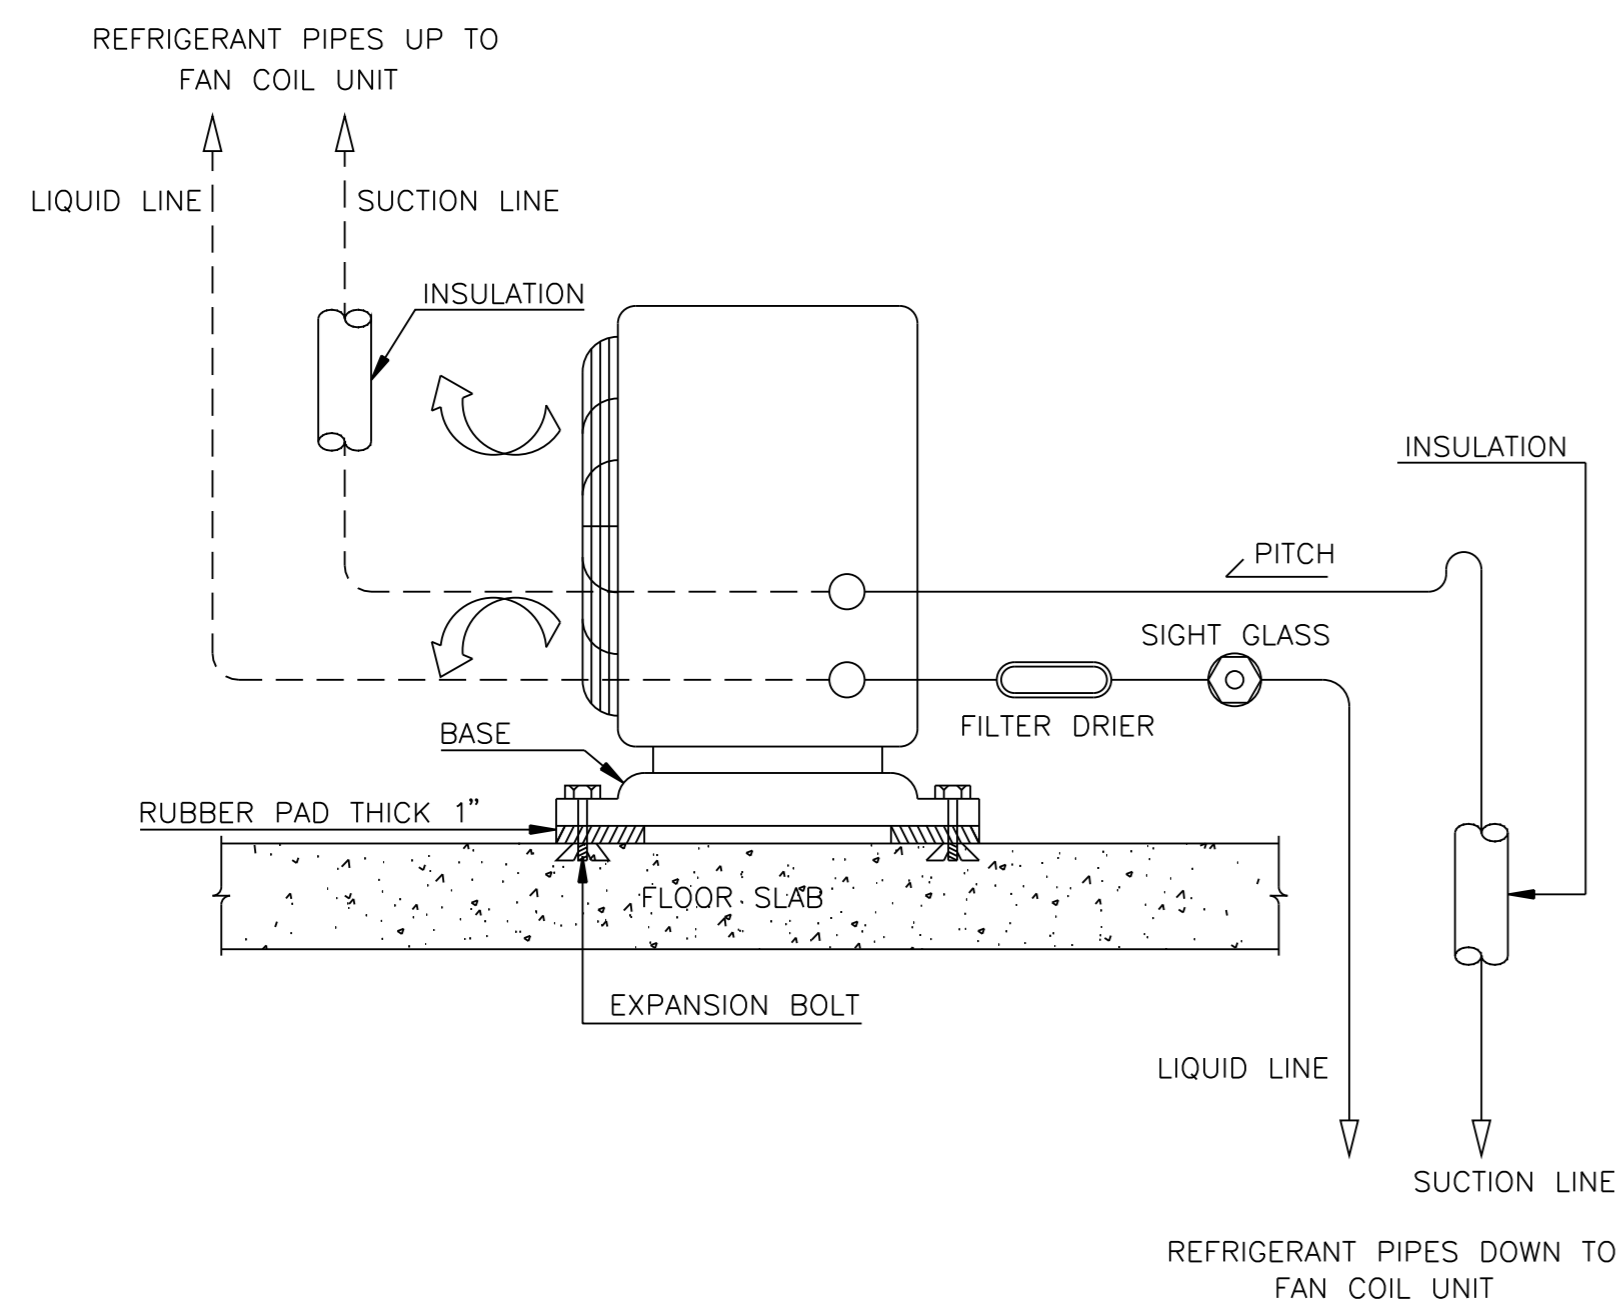 REFRIGERANT PIPES UP TO
FAN COIL UNIT
LIQUID LINE
SUCTION LINE
INSULATION
INSULATION
PITCH
SIGHT GLASS
FILTER DRIER
BASE
RUBBER PAD THICK 1”
FLOOR SLAB
EXPANSION BOLT
LIQUID LINE
SUCTION LINE
REFRIGERANT PIPES DOWN TO
FAN COIL UNIT